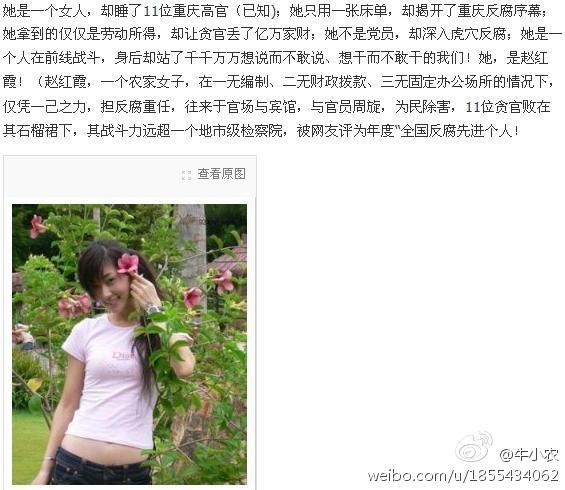 她是一个女人，却睡了11位重庆高官（已知)；她只用一张床单，却揭开了重庆反腐序幕；
她拿到的仅仅是劳动所得，却让贪官丢了亿万家财；她不是党员，却深入虎穴反腐；她是一
个人在前线战斗，身后却站了千千万万想说而不敢说、想干而不敢干的我们！她，是赵红
霞！（赵红霞，一个农家女子，在一无编制、二无财政拨款、三无固定办公场所的情况下，
仅凭一己之力，担反腐重任，往来于官场与宾馆，与官员周旋，为民除害，11位贪官败在
其石榴裙下，其战斗力远超一个地市级检察院，被网友评为年度“全国反腐先进个人！
查看原图
Dior
@牛小农
weibo.com/u/1855434062